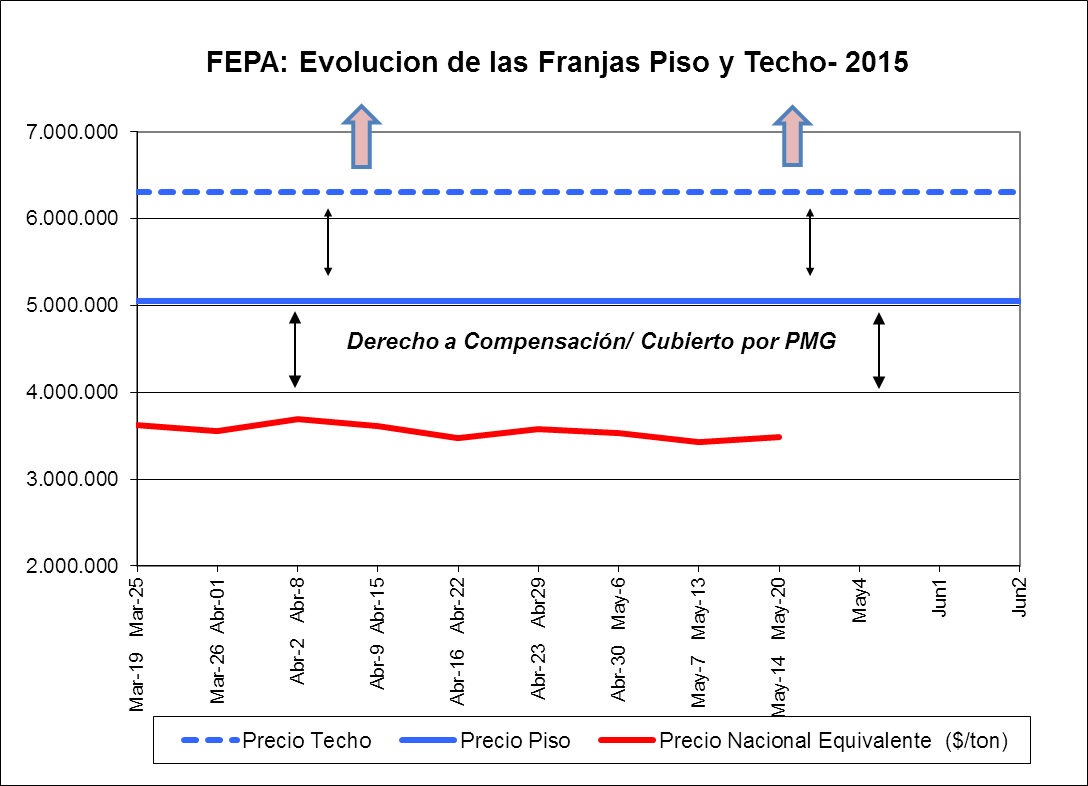 FEPA: Evolucion de las Franjas Piso y Techo- 2015
7.000.000
6.000.000
5.000.000
4.000.000
3.000.000
2.000.000
Derecho a Compensación/ Cubierto por PMG
Mar-19 Mar-25
Mar-26 Abr-01
Abr-2 Abr-8
Abr-9 Abr-15
Abr-16 Abr-22
Abr-23 Abr29
Abr-30 May-6
May-7 May-13
May-14 May-20
May4
Jun1
Jun2
Precio Techo
Precio Piso
Precio Nacional Equivalente ($/ton)